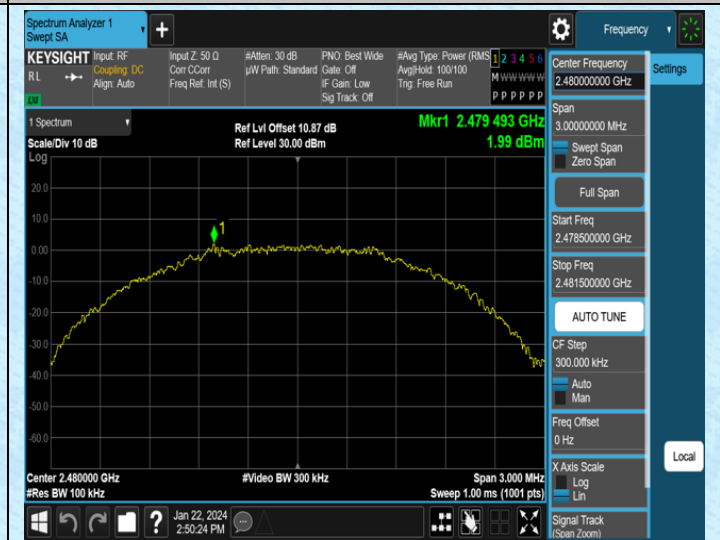 Spectrum Analyzer 1
Swept SA
+
Frequency
KEYSIGHT
RL
LXI
Input: RF
Coupling: DC
Align: Auto
Input Z: 50 Ω
Corr CCorr
Freq Ref: Int (S)
#Atten: 30 dB
µW Path: Standard
PNO: Best Wide
Gate: Off
IF Gain: Low
Sig Track: Off
#Avg Type: Power (RMS
Avg|Hold: 100/100
Trig: Free Run
1 2 3 4 5 6
M W W W W W
P P P P P P
Center Frequency
2.480000000 GHz
Settings
Span
3.00000000 MHz
Swept Span
Zero Span
Full Span
Start Freq
2.478500000 GHz
Stop Freq
2.481500000 GHz
AUTO TUNE
CF Step
300.000 kHz
Auto
Man
Freq Offset
0 Hz
X Axis Scale
Log
Lin
Signal Track
(Span Zoom)
Local
1 Spectrum
Scale/Div 10 dB
Log
Ref Lvl Offset 10.87 dB
Ref Level 30.00 dBm
Mkr1 2.479 493 GHz
1.99 dBm
1
20.0
10.0
0.00
-10.0
-20.0
-30.0
-40.0
-50.0
-60.0
Center 2.480000 GHz
#Video BW 300 kHz
Span 3.000 MHz
#Res BW 100 kHz
Sweep 1.00 ms (1001 pts)
?
Jan 22, 2024
2:50:24 PM